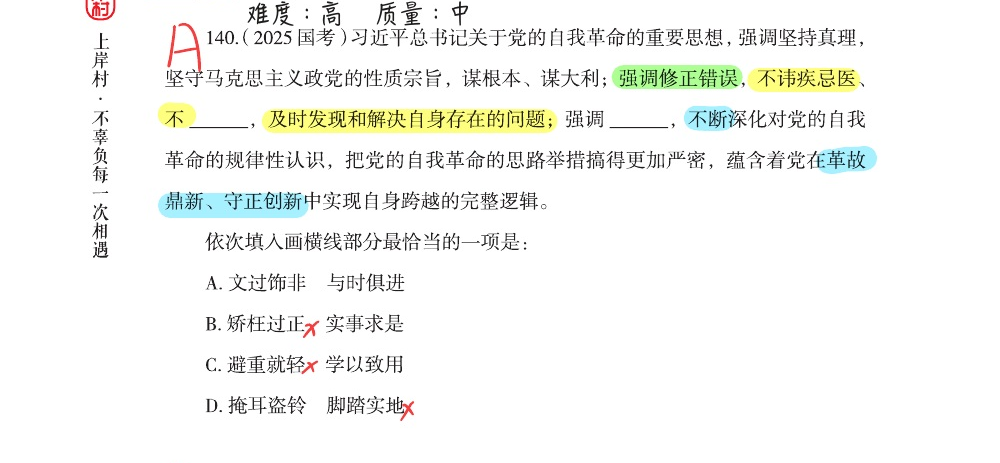 村
难度：高 质量：中
A
140.（2025国考）习近平总书记关于党的自我革命的重要思想，强调坚持真理，
坚守马克思主义政党的性质宗旨，谋根本、谋大利；强调修正错误，不讳疾忌医、
不______，及时发现和解决自身存在的问题；强调______，不断深化对党的自我
革命的规律性认识，把党的自我革命的思路举措搞得更加严密，蕴含着党在革故
鼎新、守正创新中实现自身跨越的完整逻辑。
依次填入画横线部分最恰当的一项是：
A. 文过饰非 与时俱进
B. 矫枉过正 实事求是
C. 避重就轻 学以致用
D. 掩耳盗铃 脚踏实地
上岸村·不辜负每一次相遇